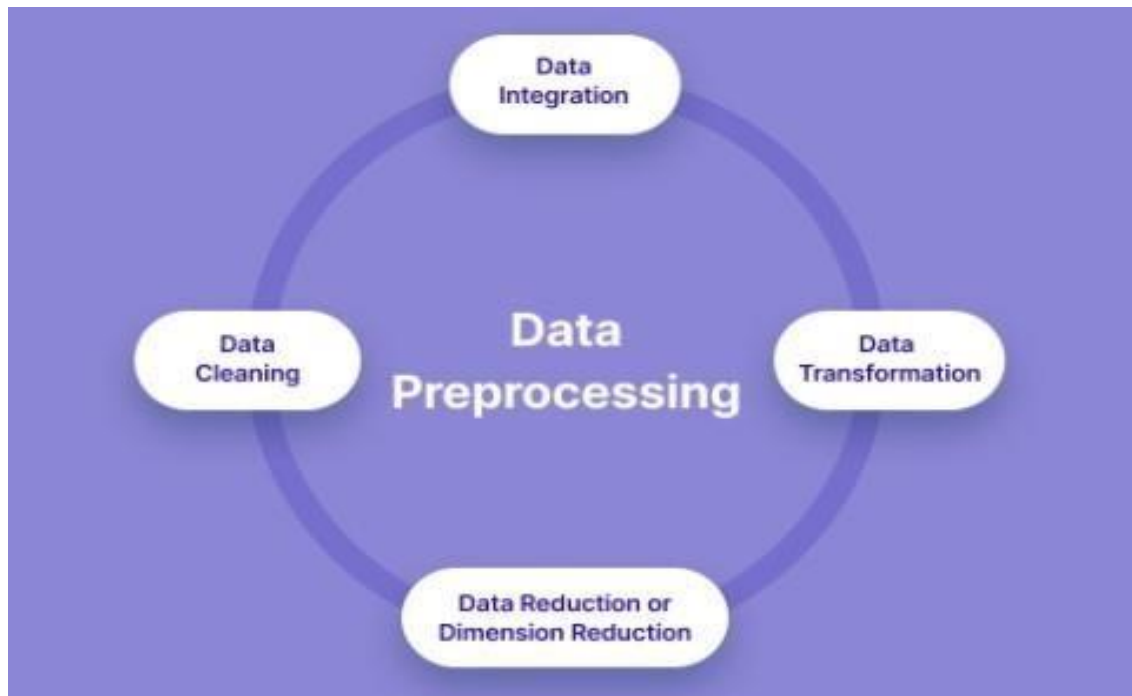 Data
Integration
Data
Cleaning
Data
Preprocessing
Data
Transformation
Data Reduction or
Dimension Reduction